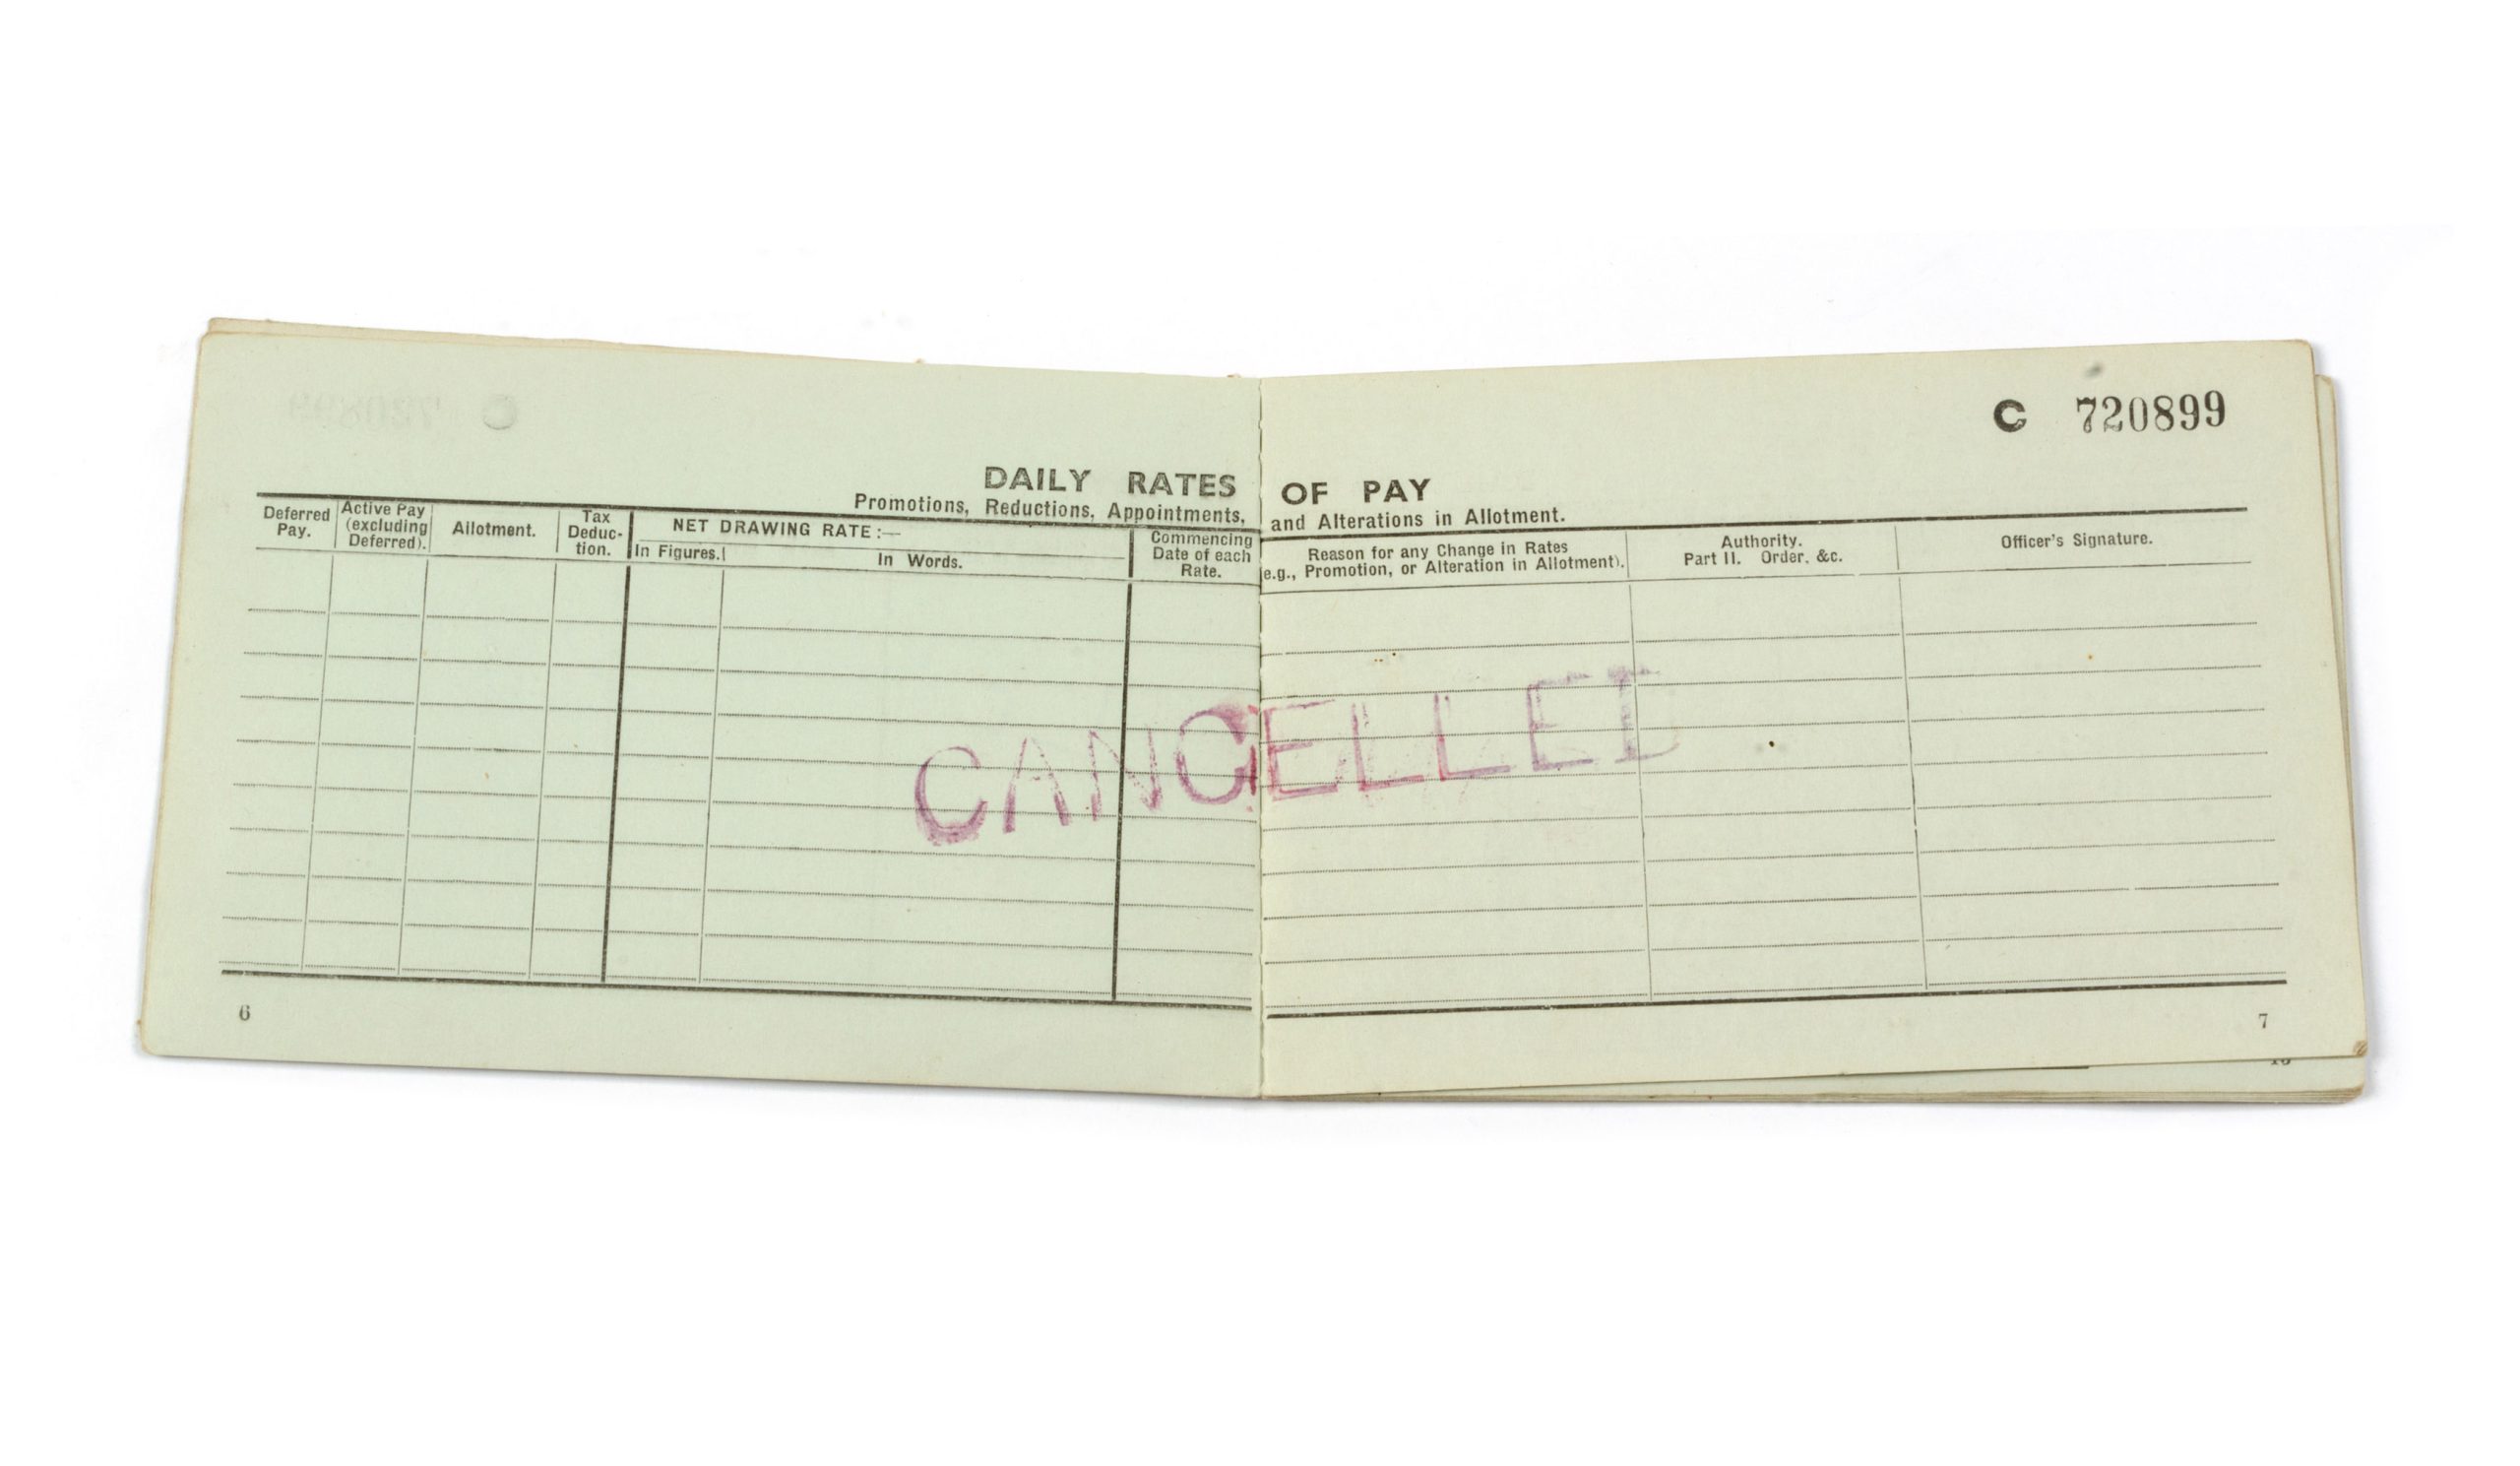 C 720899
DAILY RATES OF PAY
Promotions, Reductions, Appointments, and Alterations in Allotment.
Deferred Pay.
Active Pay (excluding Deferred).
Allotment.
Tax Deduc- tion.
NET DRAWING RATE :—
In Figures.
In Words.
Commencing Date of each Rate.
Reason for any Change in Rates
e.g., Promotion, or Alteration in Allotment).
Authority.
Part II. Order, &c.
Officer's Signature.
CANCELLED
6
7